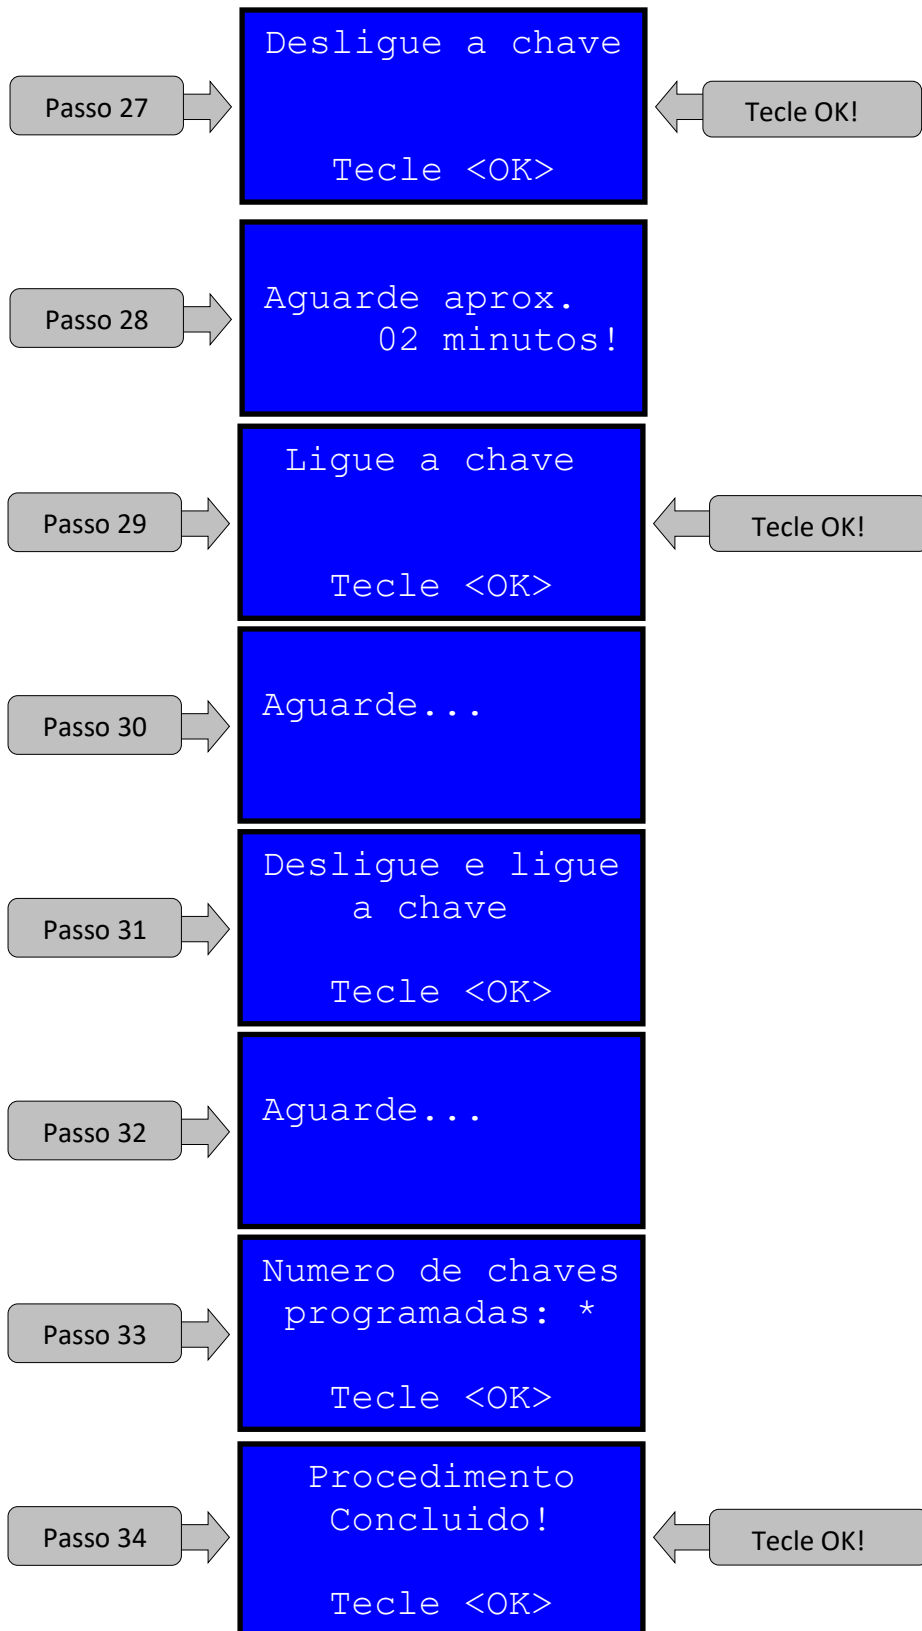 Desligue a chave
Passo 27
Tecle OK!
Tecle <OK>
Aguarde aprox.
Passo 28
02 minutos!
Ligue a chave
Passo 29
Tecle OK!
Tecle <OK>
Passo 30
Aguarde...
Desligue e ligue
a chave
Passo 31
Tecle <OK>
Passo 32
Aguarde...
Numero de chaves
programadas: *
Passo 33
Tecle <OK>
Procedimento
Concluido!
Passo 34
Tecle OK!
Tecle <OK>